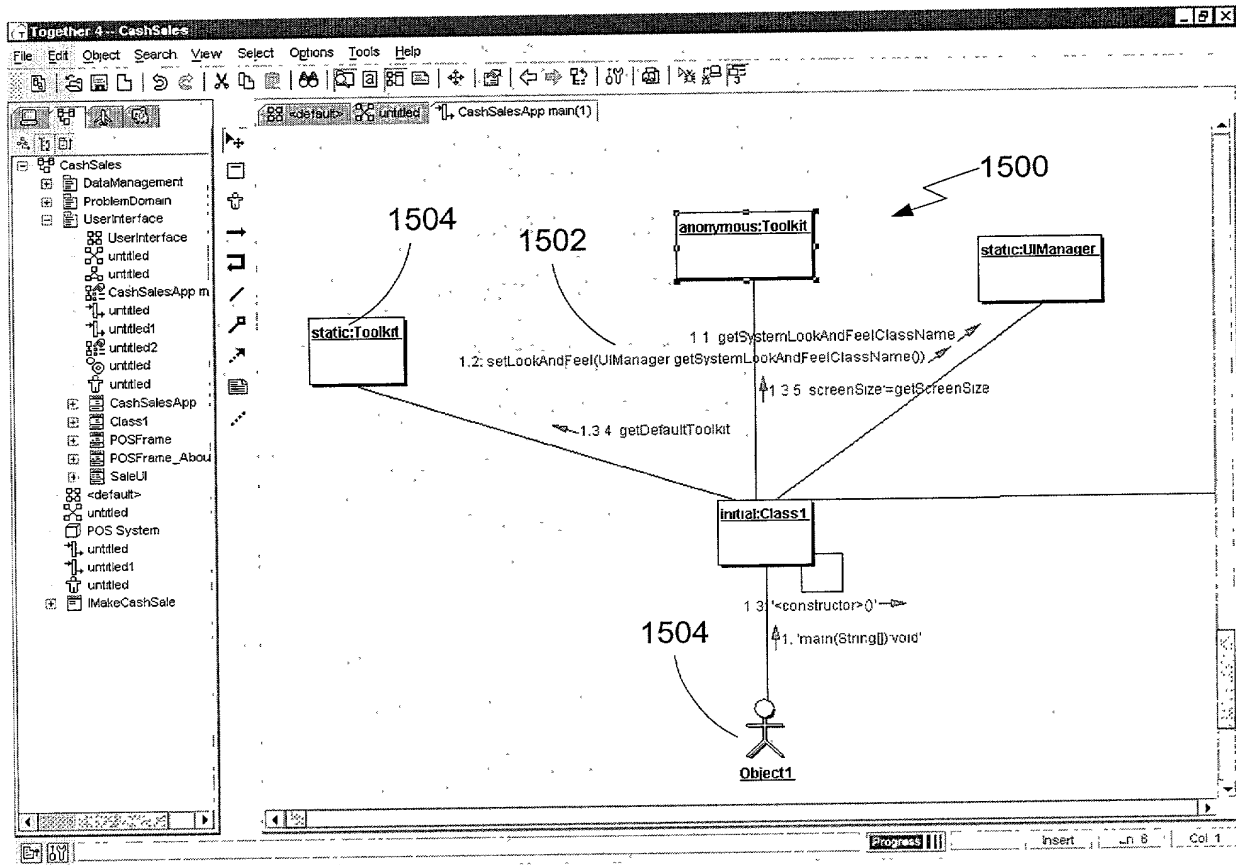 Together 4 -- CashSales
File Edit Object Search View Select Options Tools Help
<default> untitled CashSalesApp main(1)
CashSales
DataManagement
ProblemDomain
UserInterface
UserInterface
untitled
untitled
CashSalesApp m
untitled
untitled1
untitled2
untitled
untitled
CashSalesApp
Class1
POSFrame
POSFrame_Abou
SaleUI
<default>
untitled
POS System
untitled
untitled1
untitled
IMakeCashSale
1500
1504
1502
anonymous:Toolkit
static:UIManager
static:Toolkit
1 1 getSystemLookAndFeelClassName
1.2: setLookAndFeel(UIManager getSystemLookAndFeelClassName())
1 3 5 screenSize'=getScreenSize
1.3 4 getDefaultToolkit
initial:Class1
1 3: '<constructor>()'
1504
1. 'main(String[]) void'
Object1
Progress Insert Ln 6 Col 1